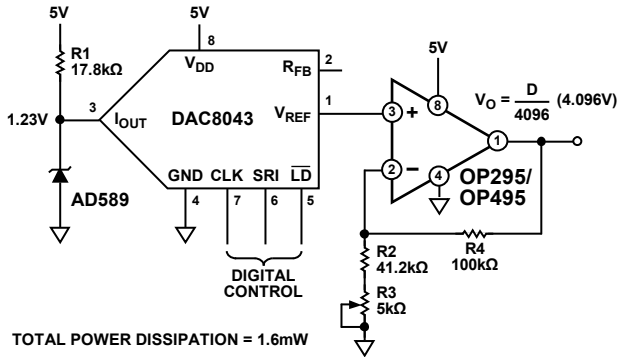 5V
R1
17.8kΩ
1.23V
3
5V
8
V_DD
I_OUT
DAC8043
R_FB
2
V_REF
1
GND CLK SRI L̅D̅
4
7
6
5
AD589
DIGITAL
CONTROL
5V
3
+
8
2
–
4
1
OP295/
OP495
V_O = D/4096 (4.096V)
R4
100kΩ
R2
41.2kΩ
R3
5kΩ
TOTAL POWER DISSIPATION = 1.6mW